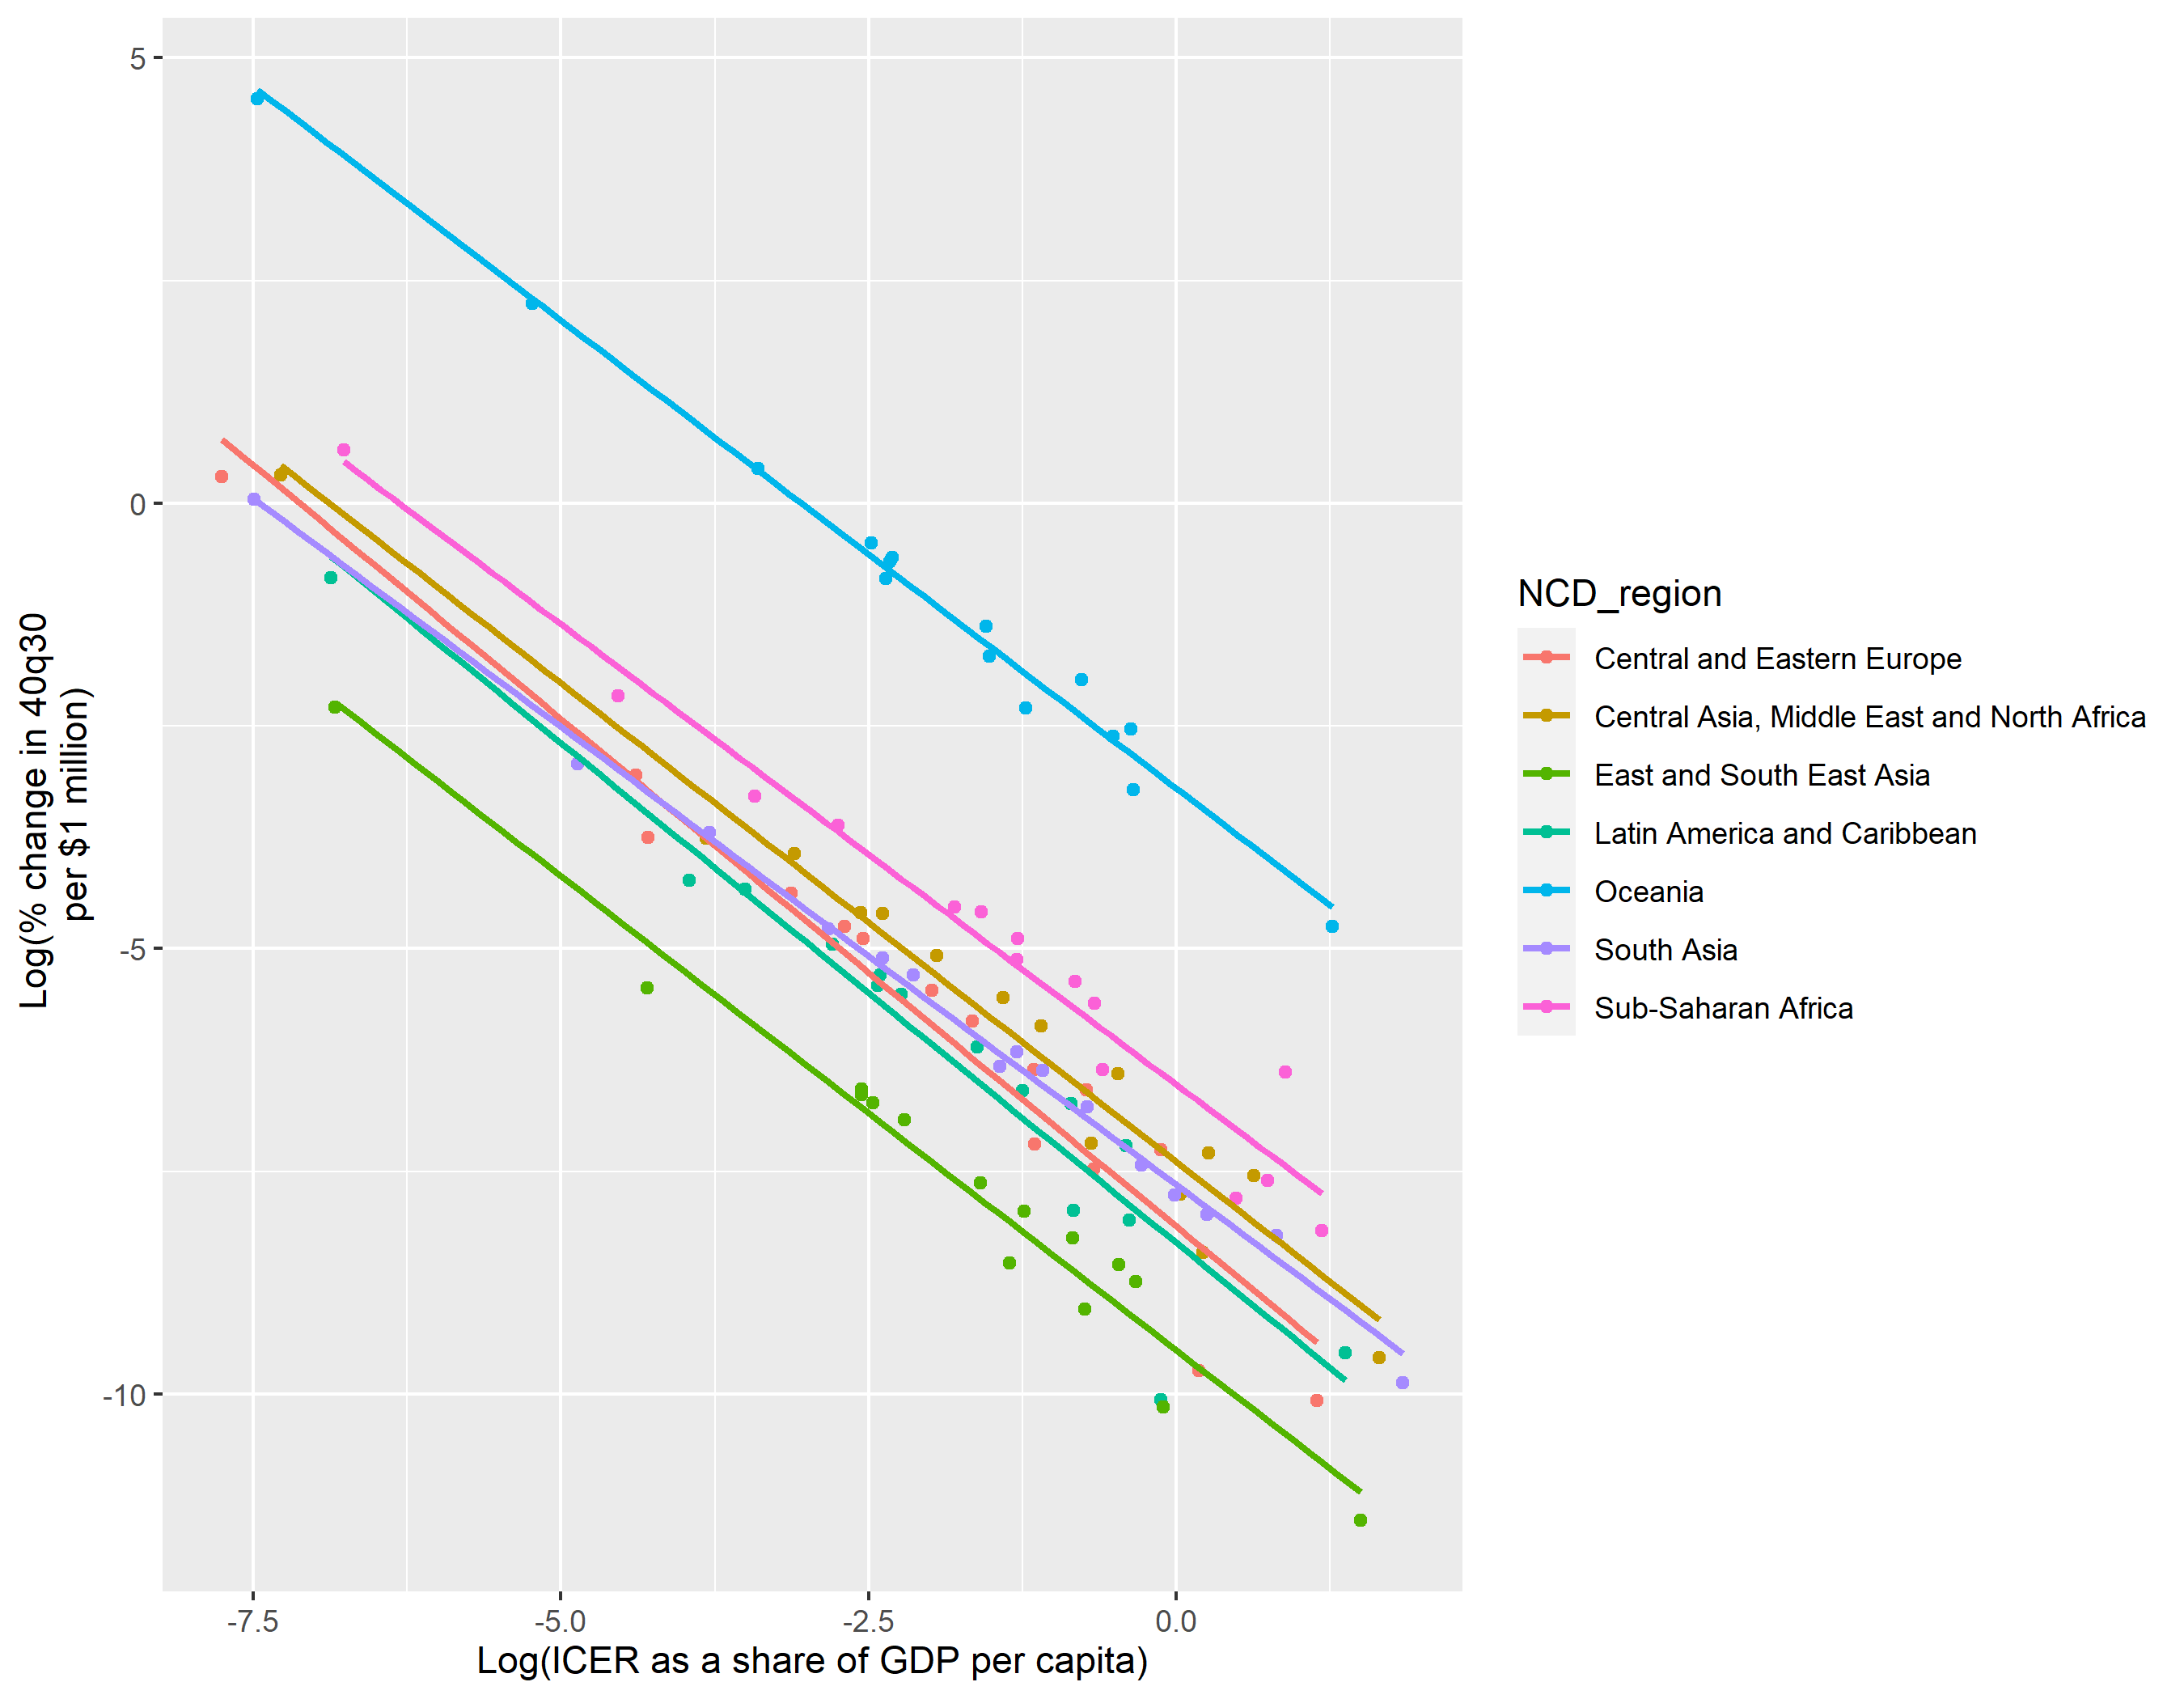 5
0
-5
-10
Log(% change in 40q30
per $1 million)
-7.5
-5.0
-2.5
0.0
Log(ICER as a share of GDP per capita)
NCD_region
Central and Eastern Europe
Central Asia, Middle East and North Africa
East and South East Asia
Latin America and Caribbean
Oceania
South Asia
Sub-Saharan Africa